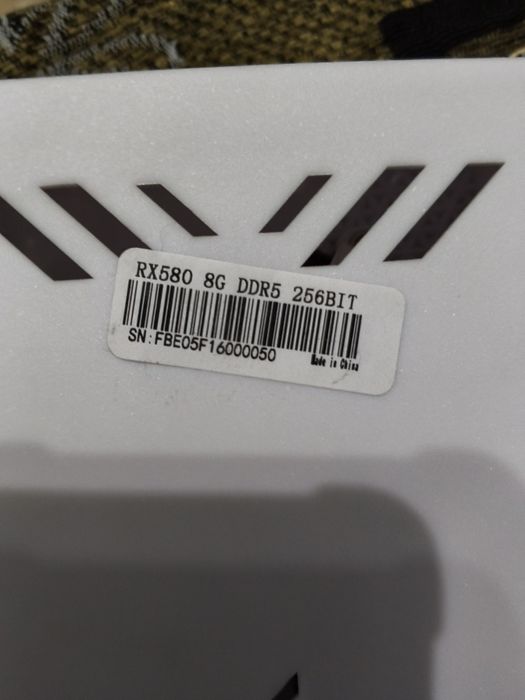 RX580 8G DDR5 256BIT
SN:FBE05F16000050
Made in China